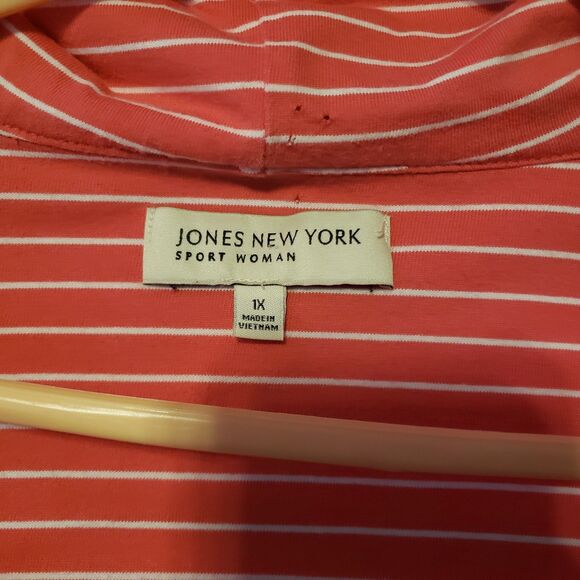 JONES NEW YORK
SPORT WOMAN
1X
MADE IN
VIETNAM